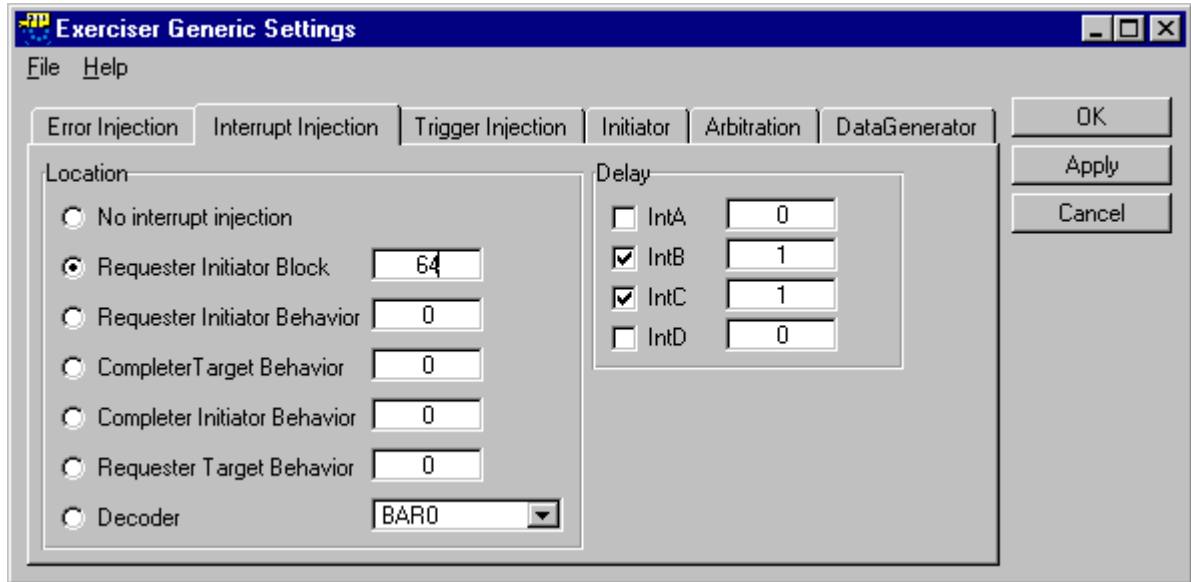 Exerciser Generic Settings
File Help
Error Injection Interrupt Injection Trigger Injection Initiator Arbitration DataGenerator
OK
Apply
Cancel
Location
No interrupt injection
Requester Initiator Block 64
Requester Initiator Behavior 0
CompleterTarget Behavior 0
Completer Initiator Behavior 0
Requester Target Behavior 0
Decoder BAR0
Delay
IntA 0
IntB 1
IntC 1
IntD 0